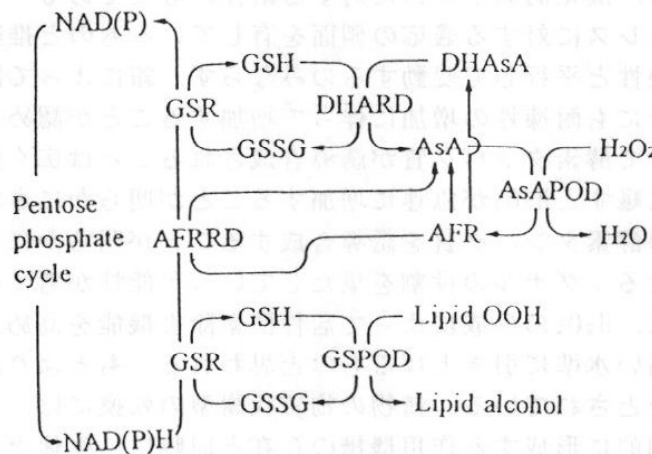 NAD(P)
GSH
DHAsA
GSR
DHARD
GSSG
AsA
H₂O₂
Pentose
phosphate
cycle
AsAPOD
AFRRD
AFR
H₂O
GSH
Lipid OOH
GSR
GSPOD
GSSG
Lipid alcohol
NAD(P)H